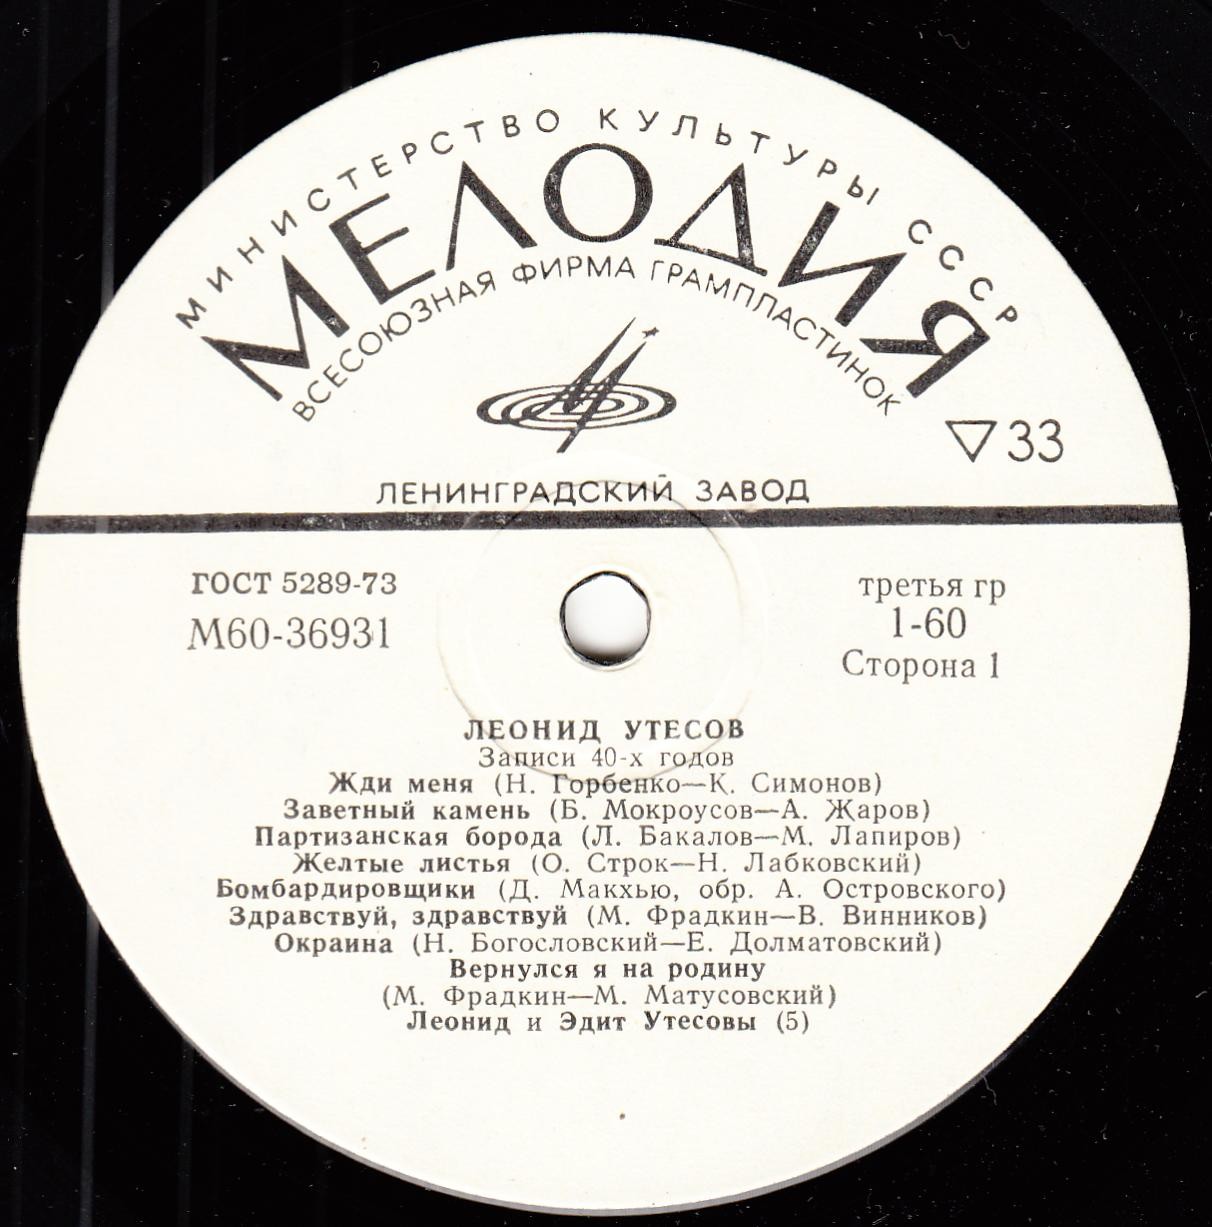 МИНИСТЕРСТВО КУЛЬТУРЫ СССР
МЕЛОДИЯ
ВСЕСОЮЗНАЯ ФИРМА ГРАМПЛАСТИНОК
▽33
ЛЕНИНГРАДСКИЙ ЗАВОД
ГОСТ 5289-73
М60-36931
третья гр
1-60
Сторона 1
ЛЕОНИД УТЕСОВ
Записи 40-х годов
Жди меня (Н. Горбенко—К. Симонов)
Заветный камень (Б. Мокроусов—А. Жаров)
Партизанская борода (Л. Бакалов—М. Лапиров)
Желтые листья (О. Строк—Н. Лабковский)
Бомбардировщики (Д. Макхью, обр. А. Островского)
Здравствуй, здравствуй (М. Фрадкин—В. Винников)
Окраина (Н. Богословский—Е. Долматовский)
Вернулся я на родину
(М. Фрадкин—М. Матусовский)
Леонид и Эдит Утесовы (5)